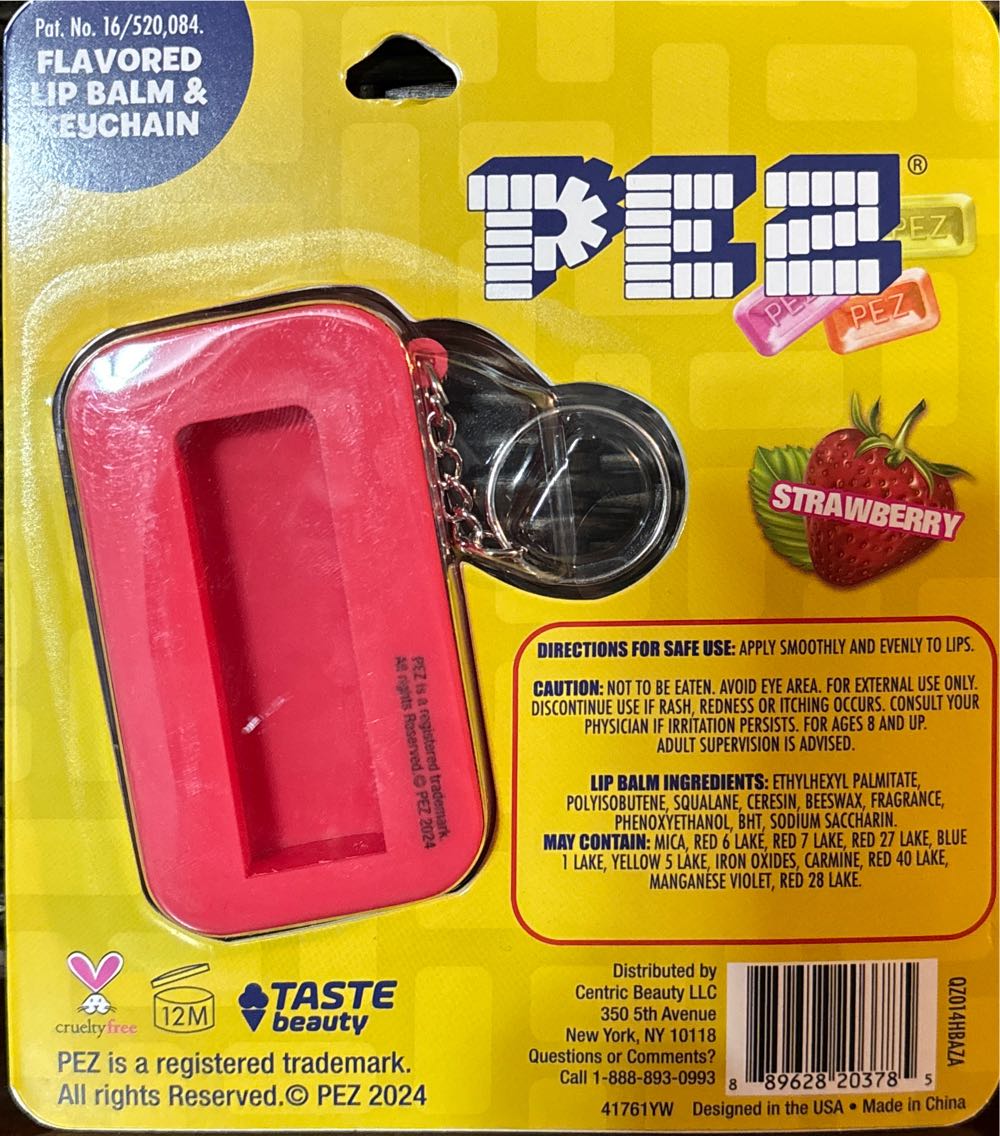 Pat. No. 16/520,084.
FLAVORED
LIP BALM &
KEYCHAIN
PEZ®
PEZ
PEZ
PEZ
STRAWBERRY
PEZ is a registered trademark.
All rights Reserved.© PEZ 2024
DIRECTIONS FOR SAFE USE: APPLY SMOOTHLY AND EVENLY TO LIPS.
CAUTION: NOT TO BE EATEN. AVOID EYE AREA. FOR EXTERNAL USE ONLY.
DISCONTINUE USE IF RASH, REDNESS OR ITCHING OCCURS. CONSULT YOUR
PHYSICIAN IF IRRITATION PERSISTS. FOR AGES 8 AND UP.
ADULT SUPERVISION IS ADVISED.
LIP BALM INGREDIENTS: ETHYLHEXYL PALMITATE,
POLYISOBUTENE, SQUALANE, CERESIN, BEESWAX, FRAGRANCE,
PHENOXYETHANOL, BHT, SODIUM SACCHARIN.
MAY CONTAIN: MICA, RED 6 LAKE, RED 7 LAKE, RED 27 LAKE, BLUE
1 LAKE, YELLOW 5 LAKE, IRON OXIDES, CARMINE, RED 40 LAKE,
MANGANESE VIOLET, RED 28 LAKE.
crueltyfree
12M
TASTE
beauty
PEZ is a registered trademark.
All rights Reserved.© PEZ 2024
Distributed by
Centric Beauty LLC
350 5th Avenue
New York, NY 10118
Questions or Comments?
Call 1-888-893-0993
8 89628 20378 5
QZ014HBAZA
41761YW Designed in the USA • Made in China